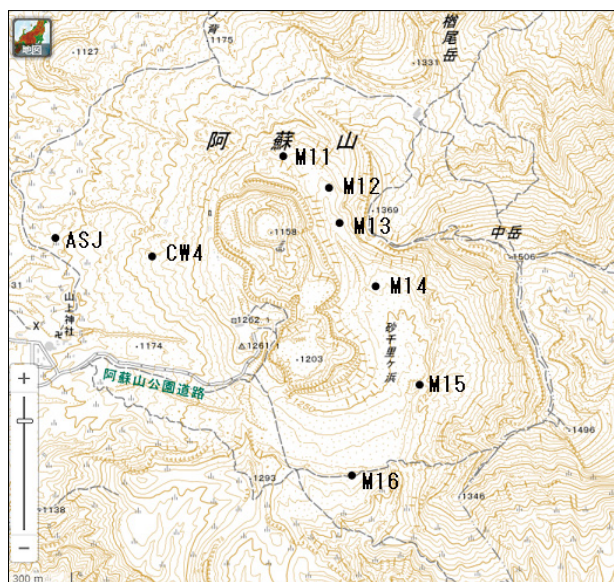 地図
背
・1175
・1127
楢尾岳
・1331
阿蘇山
M11
M12
・1369
M13
・1158
中岳
・1506
ASJ
CW4
M14
31
山上神社
X
卍
・1262
△1261
・1174
・1203
砂千里ヶ浜
阿蘇山公園道路
M15
+
・1496
・1293
M16
・1346
・1138
−
300 m